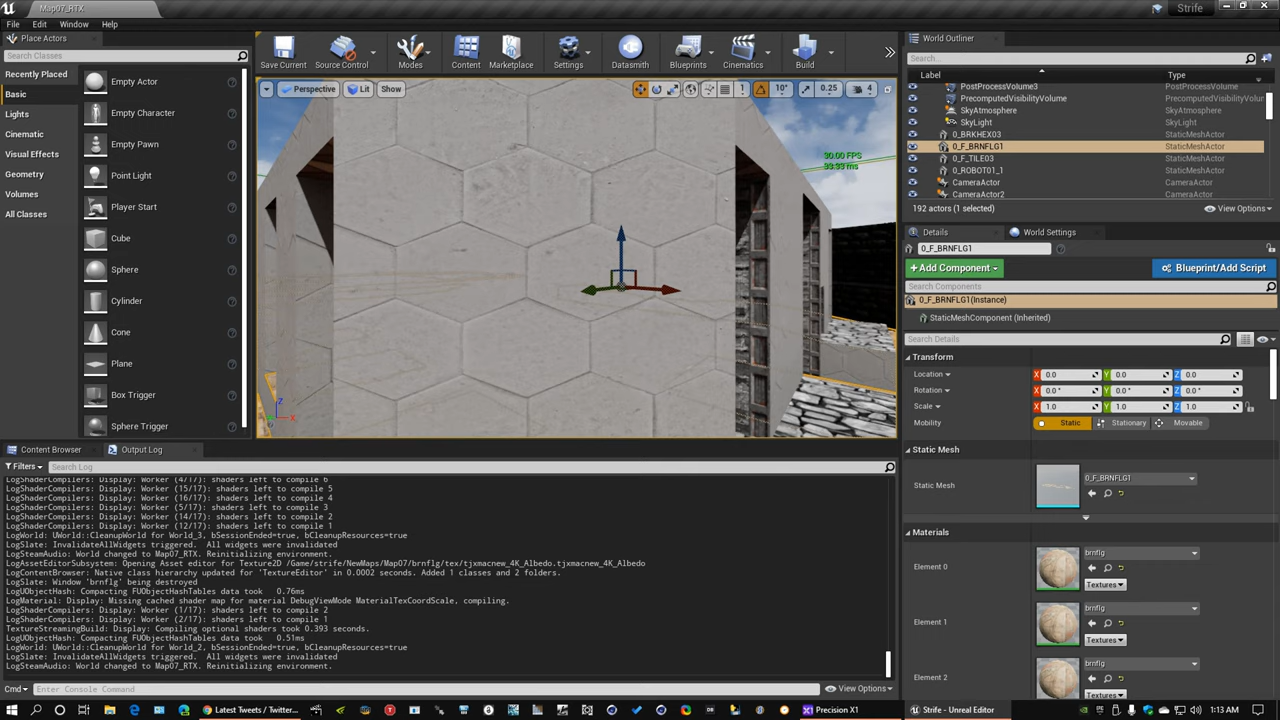 Map07_RTX
Strife
File Edit Window Help
Place Actors
Search Classes
Recently Placed
Basic
Lights
Cinematic
Visual Effects
Geometry
Volumes
All Classes
Empty Actor
Empty Character
Empty Pawn
Point Light
Player Start
Cube
Sphere
Cylinder
Cone
Plane
Box Trigger
Sphere Trigger
Save Current Source Control Modes Content Marketplace Settings Datasmith Blueprints Cinematics Build
Perspective Lit Show 1 10° 0.25 4
30.00 FPS
33.33 ms
World Outliner
Search...
Label Type
PostProcessVolume3 PostProcessVolume
PrecomputedVisibilityVolume PrecomputedVisibilityVolur
SkyAtmosphere SkyAtmosphere
SkyLight SkyLight
0_BRKHEX03 StaticMeshActor
0_F_BRNFLG1 StaticMeshActor
0_F_TILE03 StaticMeshActor
0_ROBOT01_1 StaticMeshActor
CameraActor CameraActor
CameraActor2 CameraActor
192 actors (1 selected) View Options
Details World Settings
0_F_BRNFLG1
+Add Component Blueprint/Add Script
Search Components
0_F_BRNFLG1(Instance)
StaticMeshComponent (Inherited)
Search Details
Transform
Location X 0.0 Y 0.0 Z 0.0
Rotation X 0.0° Y 0.0° Z 0.0°
Scale X 1.0 Y 1.0 Z 1.0
Mobility Static Stationary Movable
Static Mesh
Static Mesh 0_F_BRNFLG1
Materials
Element 0 brnflg
Textures
Element 1 brnflg
Textures
Element 2 brnflg
Textures
Content Browser Output Log
Filters Search Log
LogShaderCompilers: Display: Worker (4/17): shaders left to compile 6
LogShaderCompilers: Display: Worker (15/17): shaders left to compile 5
LogShaderCompilers: Display: Worker (16/17): shaders left to compile 4
LogShaderCompilers: Display: Worker (5/17): shaders left to compile 3
LogShaderCompilers: Display: Worker (14/17): shaders left to compile 2
LogShaderCompilers: Display: Worker (12/17): shaders left to compile 1
LogWorld: UWorld::CleanupWorld for World_3, bSessionEnded=true, bCleanupResources=true
LogSlate: InvalidateAllWidgets triggered.  All widgets were invalidated
LogSteamAudio: World changed to Map07_RTX. Reinitializing environment.
LogAssetEditorSubsystem: Opening Asset editor for Texture2D /Game/strife/NewMaps/Map07/brnflg/tex/tjxmacnew_4K_Albedo.tjxmacnew_4K_Albedo
LogContentBrowser: Native class hierarchy updated for 'TextureEditor' in 0.0002 seconds. Added 1 classes and 2 folders.
LogSlate: Window 'brnflg' being destroyed
LogUObjectHash: Compacting FUObjectHashTables data took   0.76ms
LogMaterial: Display: Missing cached shader map for material DebugViewMode MaterialTexCoordScale, compiling.
LogShaderCompilers: Display: Worker (1/17): shaders left to compile 2
LogShaderCompilers: Display: Worker (2/17): shaders left to compile 1
TextureStreamingBuild: Display: Compiling optional shaders took 0.393 seconds.
LogUObjectHash: Compacting FUObjectHashTables data took   0.51ms
LogWorld: UWorld::CleanupWorld for World_2, bSessionEnded=true, bCleanupResources=true
LogSlate: InvalidateAllWidgets triggered.  All widgets were invalidated
LogSteamAudio: World changed to Map07_RTX. Reinitializing environment.
Cmd Enter Console Command View Options
Latest Tweets / Twitter... Precision X1 Strife - Unreal Editor 1:13 AM